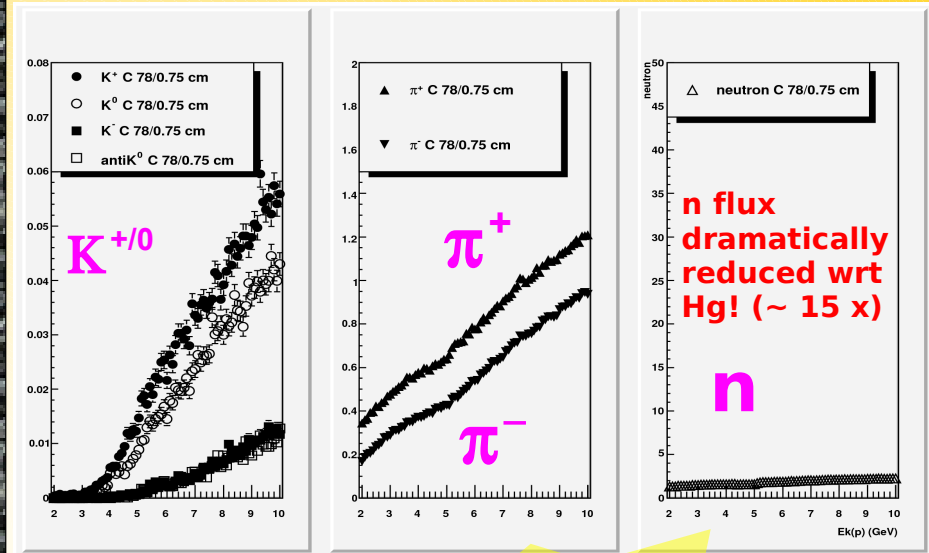 0.08
0.07
0.06
0.05
0.04
0.03
0.02
0.01
0
K+ C 78/0.75 cm
K0 C 78/0.75 cm
K- C 78/0.75 cm
antiK0 C 78/0.75 cm
K+/0
2 3 4 5 6 7 8 9 10
2
1.8
1.6
1.4
1.2
1
0.8
0.6
0.4
0.2
0
π+ C 78/0.75 cm
π- C 78/0.75 cm
π+
π−
2 3 4 5 6 7 8 9 10
neutron
50
45
40
35
30
25
20
15
10
5
0
neutron C 78/0.75 cm
n flux
dramatically
reduced wrt
Hg! (~ 15 x)
n
2 3 4 5 6 7 8 9 10
Ek(p) (GeV)